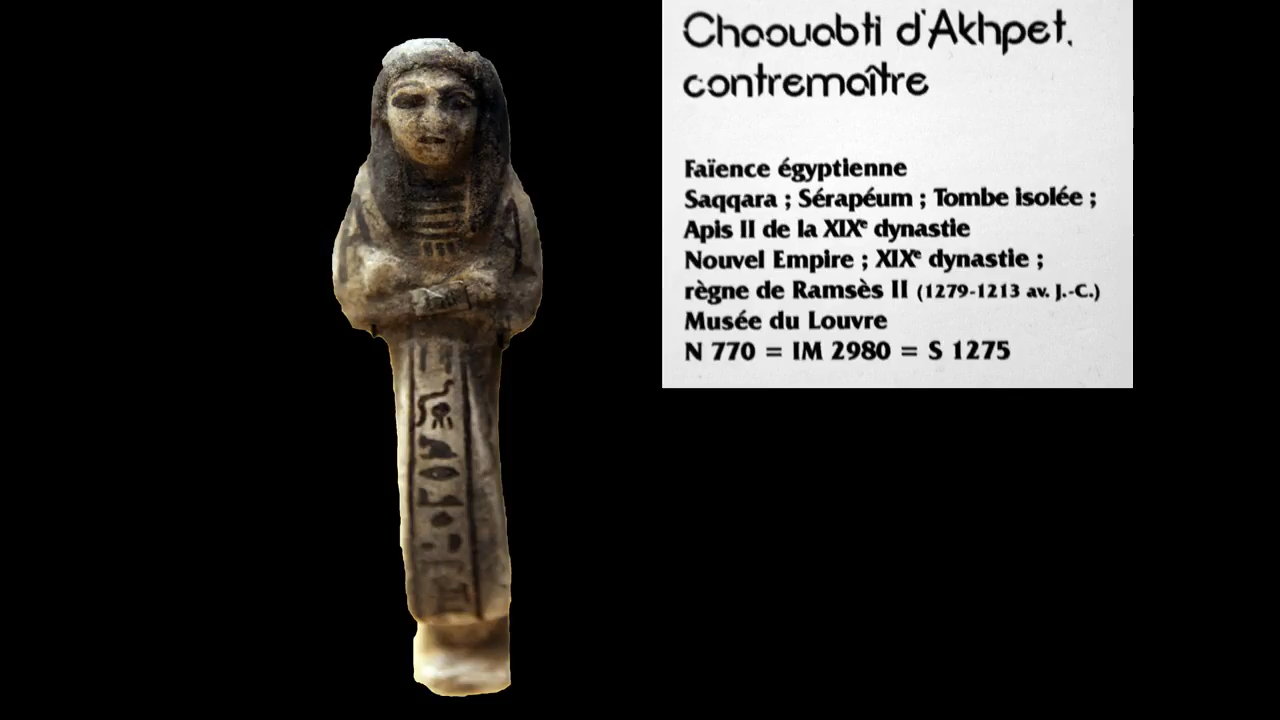 Chaouabti d'Akhpet,
contremaître
Faïence égyptienne
Saqqara ; Sérapéum ; Tombe isolée ;
Apis II de la XIXᵉ dynastie
Nouvel Empire ; XIXᵉ dynastie ;
règne de Ramsès II (1279-1213 av. J.-C.)
Musée du Louvre
N 770 = IM 2980 = S 1275